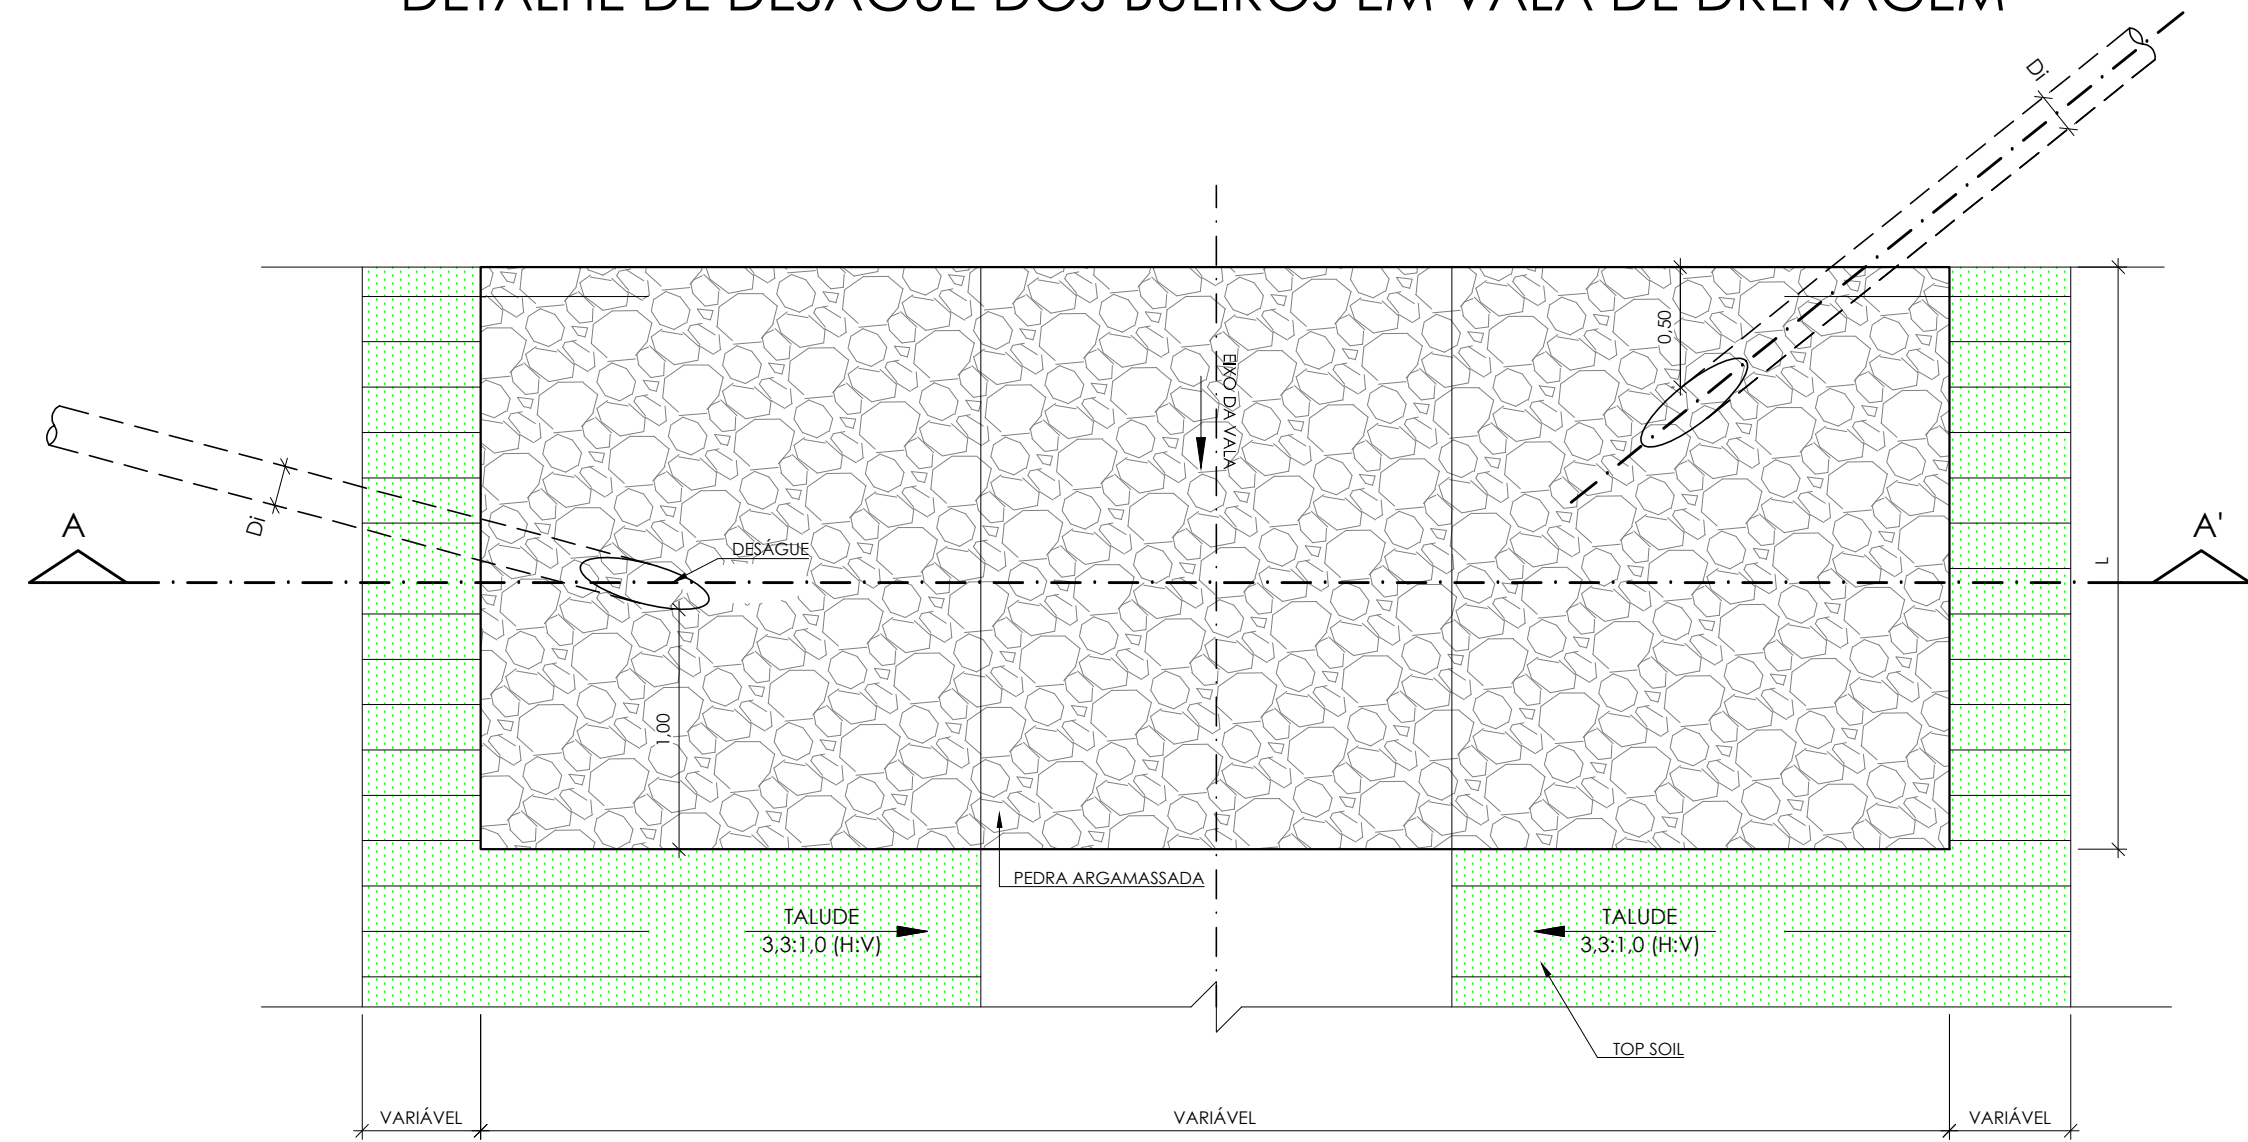 DETALHE DE DESÁGUE DOS BUEIROS EM VALA DE DRENAGEM
Di
0,50
EIXO DA VALA
Di
A
A'
DESÁGUE
L
1,00
PEDRA ARGAMASSADA
TALUDE
3,3:1,0 (H:V)
TALUDE
3,3:1,0 (H:V)
TOP SOIL
VARIÁVEL
VARIÁVEL
VARIÁVEL